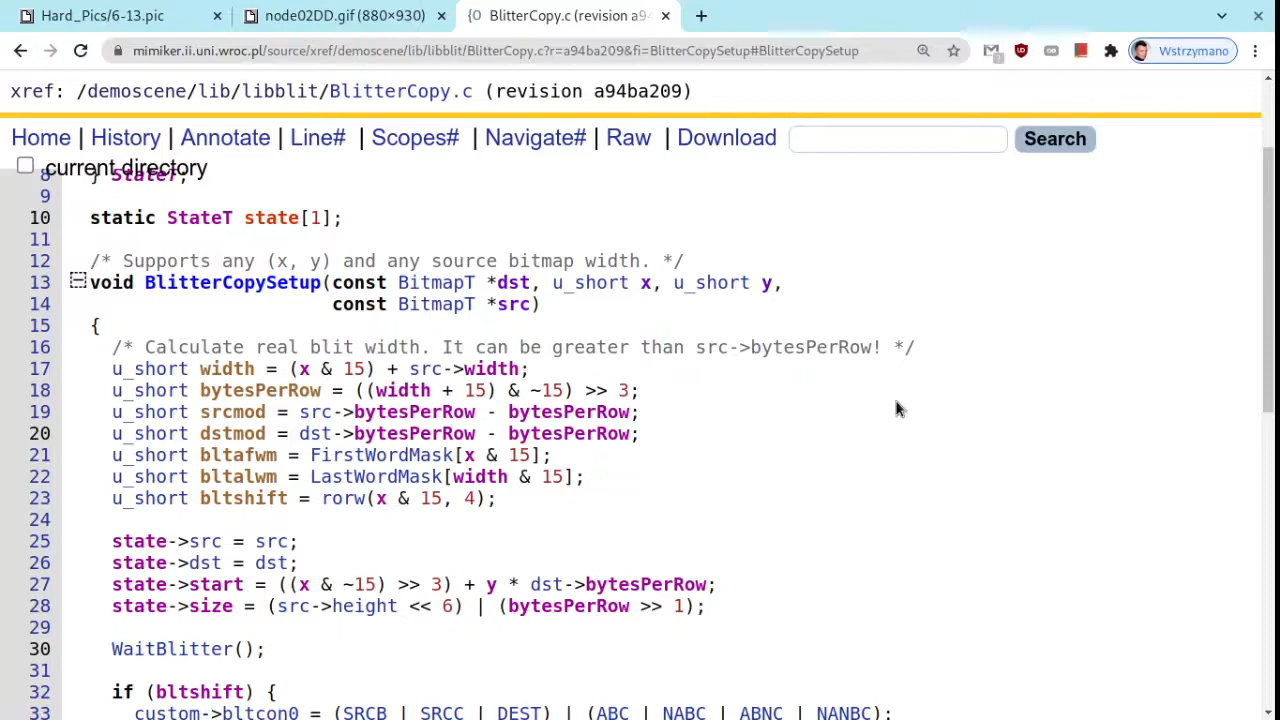 Hard_Pics/6-13.pic
node02DD.gif (880×930)
BlitterCopy.c (revision a94
mimiker.ii.uni.wroc.pl/source/xref/demoscene/lib/libblit/BlitterCopy.c?r=a94ba209&fi=BlitterCopySetup#BlitterCopySetup
Wstrzymano
xref: /demoscene/lib/libblit/BlitterCopy.c (revision a94ba209)
Home | History | Annotate | Line# | Scopes# | Navigate# | Raw | Download
Search
current directory
8 } StateT;
9
10 static StateT state[1];
11
12 /* Supports any (x, y) and any source bitmap width. */
13 void BlitterCopySetup(const BitmapT *dst, u_short x, u_short y,
14 const BitmapT *src)
15 {
16 /* Calculate real blit width. It can be greater than src->bytesPerRow! */
17 u_short width = (x & 15) + src->width;
18 u_short bytesPerRow = ((width + 15) & ~15) >> 3;
19 u_short srcmod = src->bytesPerRow - bytesPerRow;
20 u_short dstmod = dst->bytesPerRow - bytesPerRow;
21 u_short bltafwm = FirstWordMask[x & 15];
22 u_short bltalwm = LastWordMask[width & 15];
23 u_short bltshift = rorw(x & 15, 4);
24
25 state->src = src;
26 state->dst = dst;
27 state->start = ((x & ~15) >> 3) + y * dst->bytesPerRow;
28 state->size = (src->height << 6) | (bytesPerRow >> 1);
29
30 WaitBlitter();
31
32 if (bltshift) {
33 custom->bltcon0 = (SRCB | SRCC | DEST) | (ABC | NABC | ABNC | NANBC);